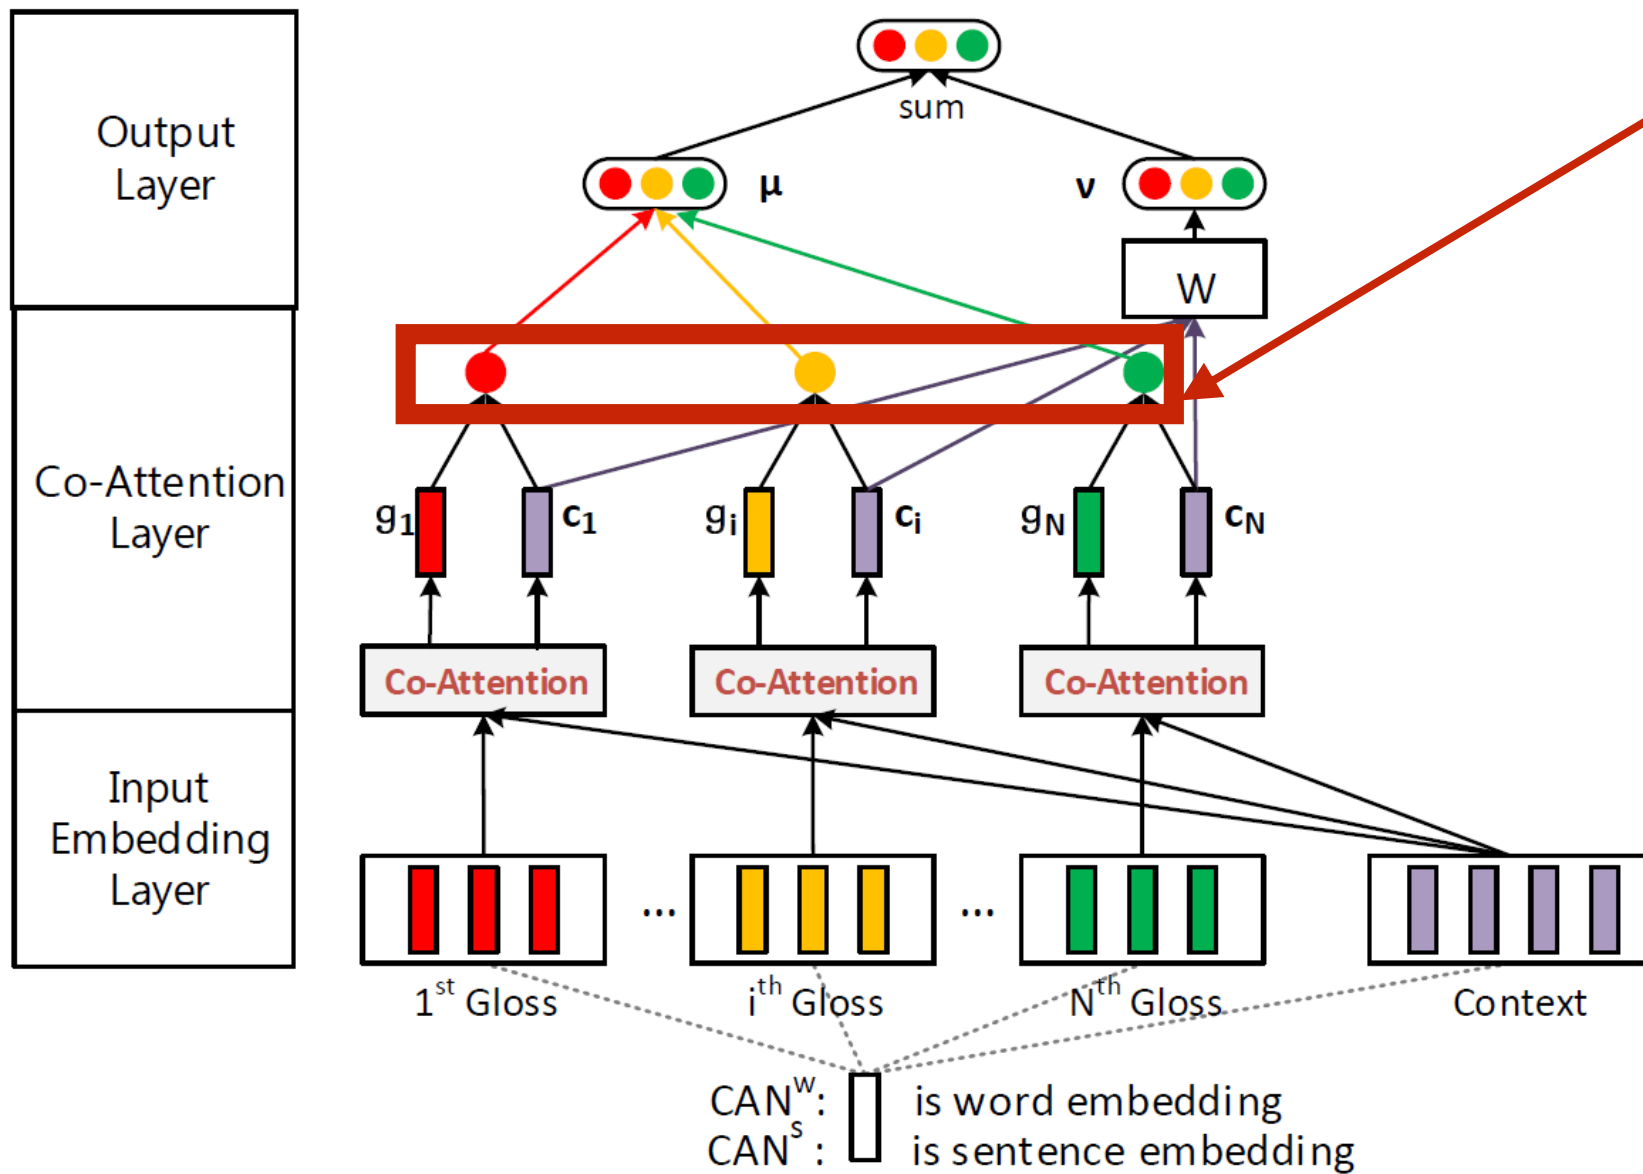 sum
Output
Layer
μ
ν
W
Co-Attention
Layer
g1
c1
gi
ci
gN
cN
Co-Attention
Co-Attention
Co-Attention
Input
Embedding
Layer
...
...
1st Gloss
ith Gloss
Nth Gloss
Context
CANw: is word embedding
CANs : is sentence embedding